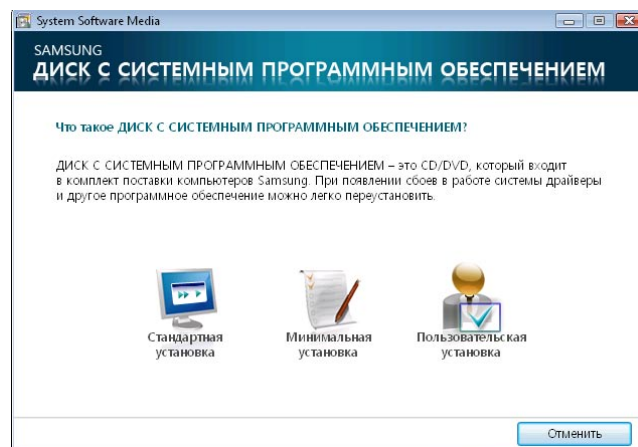 System Software Media
SAMSUNG
ДИСК С СИСТЕМНЫМ ПРОГРАММНЫМ ОБЕСПЕЧЕНИЕМ
Что такое ДИСК С СИСТЕМНЫМ ПРОГРАММНЫМ ОБЕСПЕЧЕНИЕМ?
ДИСК С СИСТЕМНЫМ ПРОГРАММНЫМ ОБЕСПЕЧЕНИЕМ – это CD/DVD, который входит
в комплект поставки компьютеров Samsung. При появлении сбоев в работе системы драйверы
и другое программное обеспечение можно легко переустановить.
Стандартная
установка
Минимальная
установка
Пользовательская
установка
Отменить